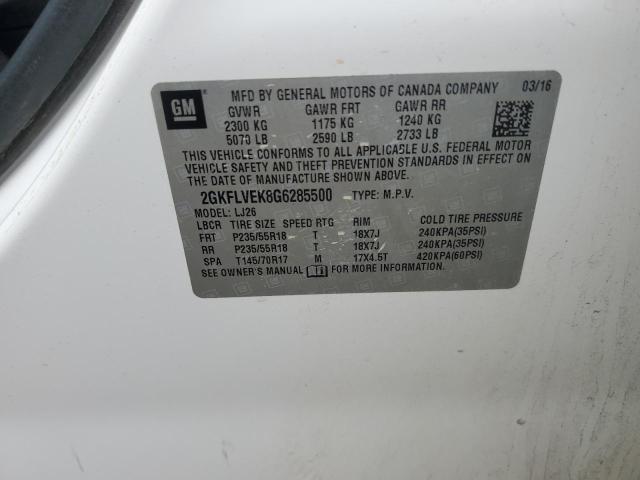 GM
MFD BY GENERAL MOTORS OF CANADA COMPANY 03/16
GVWR GAWR FRT GAWR RR
2300 KG 1175 KG 1240 KG
5070 LB 2590 LB 2733 LB
THIS VEHICLE CONFORMS TO ALL APPLICABLE U.S. FEDERAL MOTOR
VEHICLE SAFETY AND THEFT PREVENTION STANDARDS IN EFFECT ON
THE DATE OF MANUFACTURE SHOWN ABOVE.
2GKFLVEK8G6285500 TYPE: M.P.V.
MODEL: LJ26
LBCR TIRE SIZE SPEED RTG RIM COLD TIRE PRESSURE
FRT P235/55R18 T 18X7J 240KPA(35PSI)
RR P235/55R18 T 18X7J 240KPA(35PSI)
SPA T145/70R17 M 17X4.5T 420KPA(60PSI)
SEE OWNER'S MANUAL FOR MORE INFORMATION.